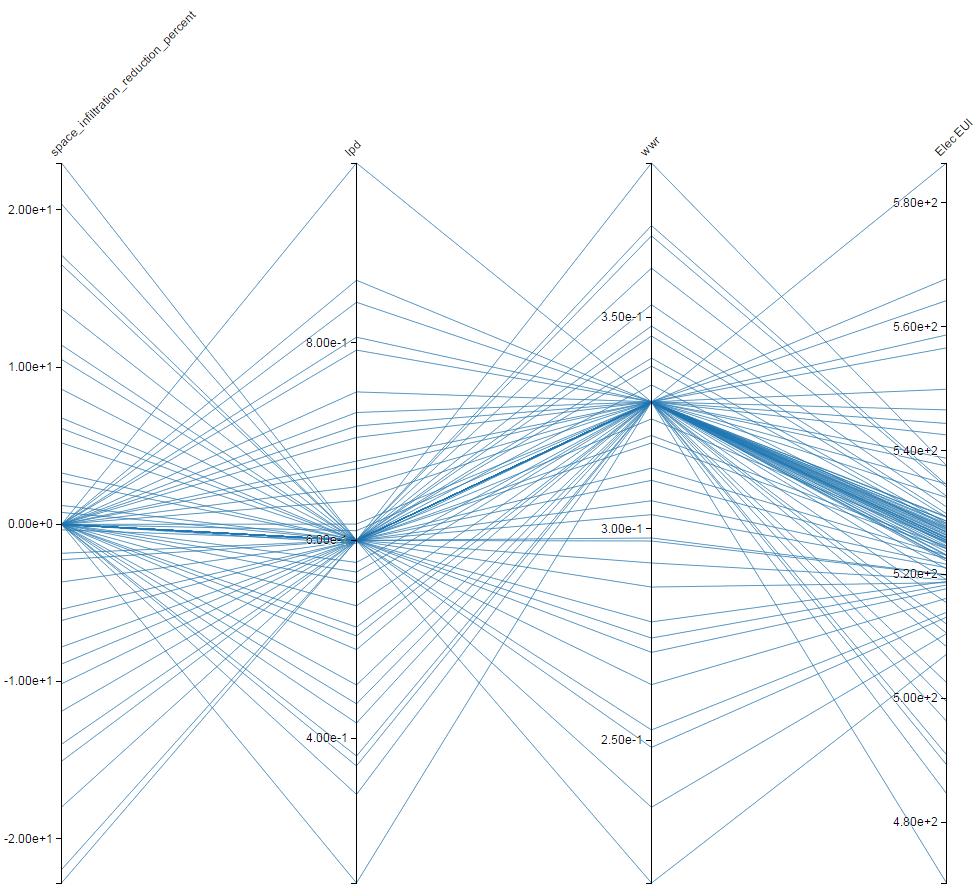 space_infiltration_reduction_percent
lpd
wwr
Elec EUI
2.00e+1
1.00e+1
0.00e+0
-1.00e+1
-2.00e+1
8.00e-1
6.00e-1
4.00e-1
3.50e-1
3.00e-1
2.50e-1
5.80e+2
5.60e+2
5.40e+2
5.20e+2
5.00e+2
4.80e+2